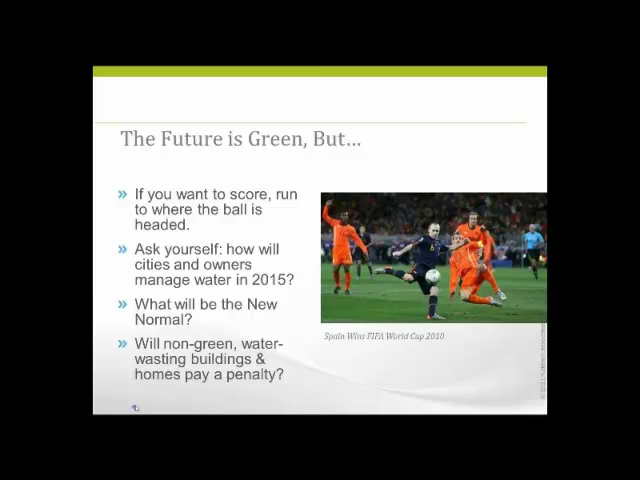 The Future is Green, But…
» If you want to score, run
to where the ball is
headed.
» Ask yourself: how will
cities and owners
manage water in 2015?
» What will be the New
Normal?
» Will non-green, water-
wasting buildings &
homes pay a penalty?
Spain Wins FIFA World Cup 2010